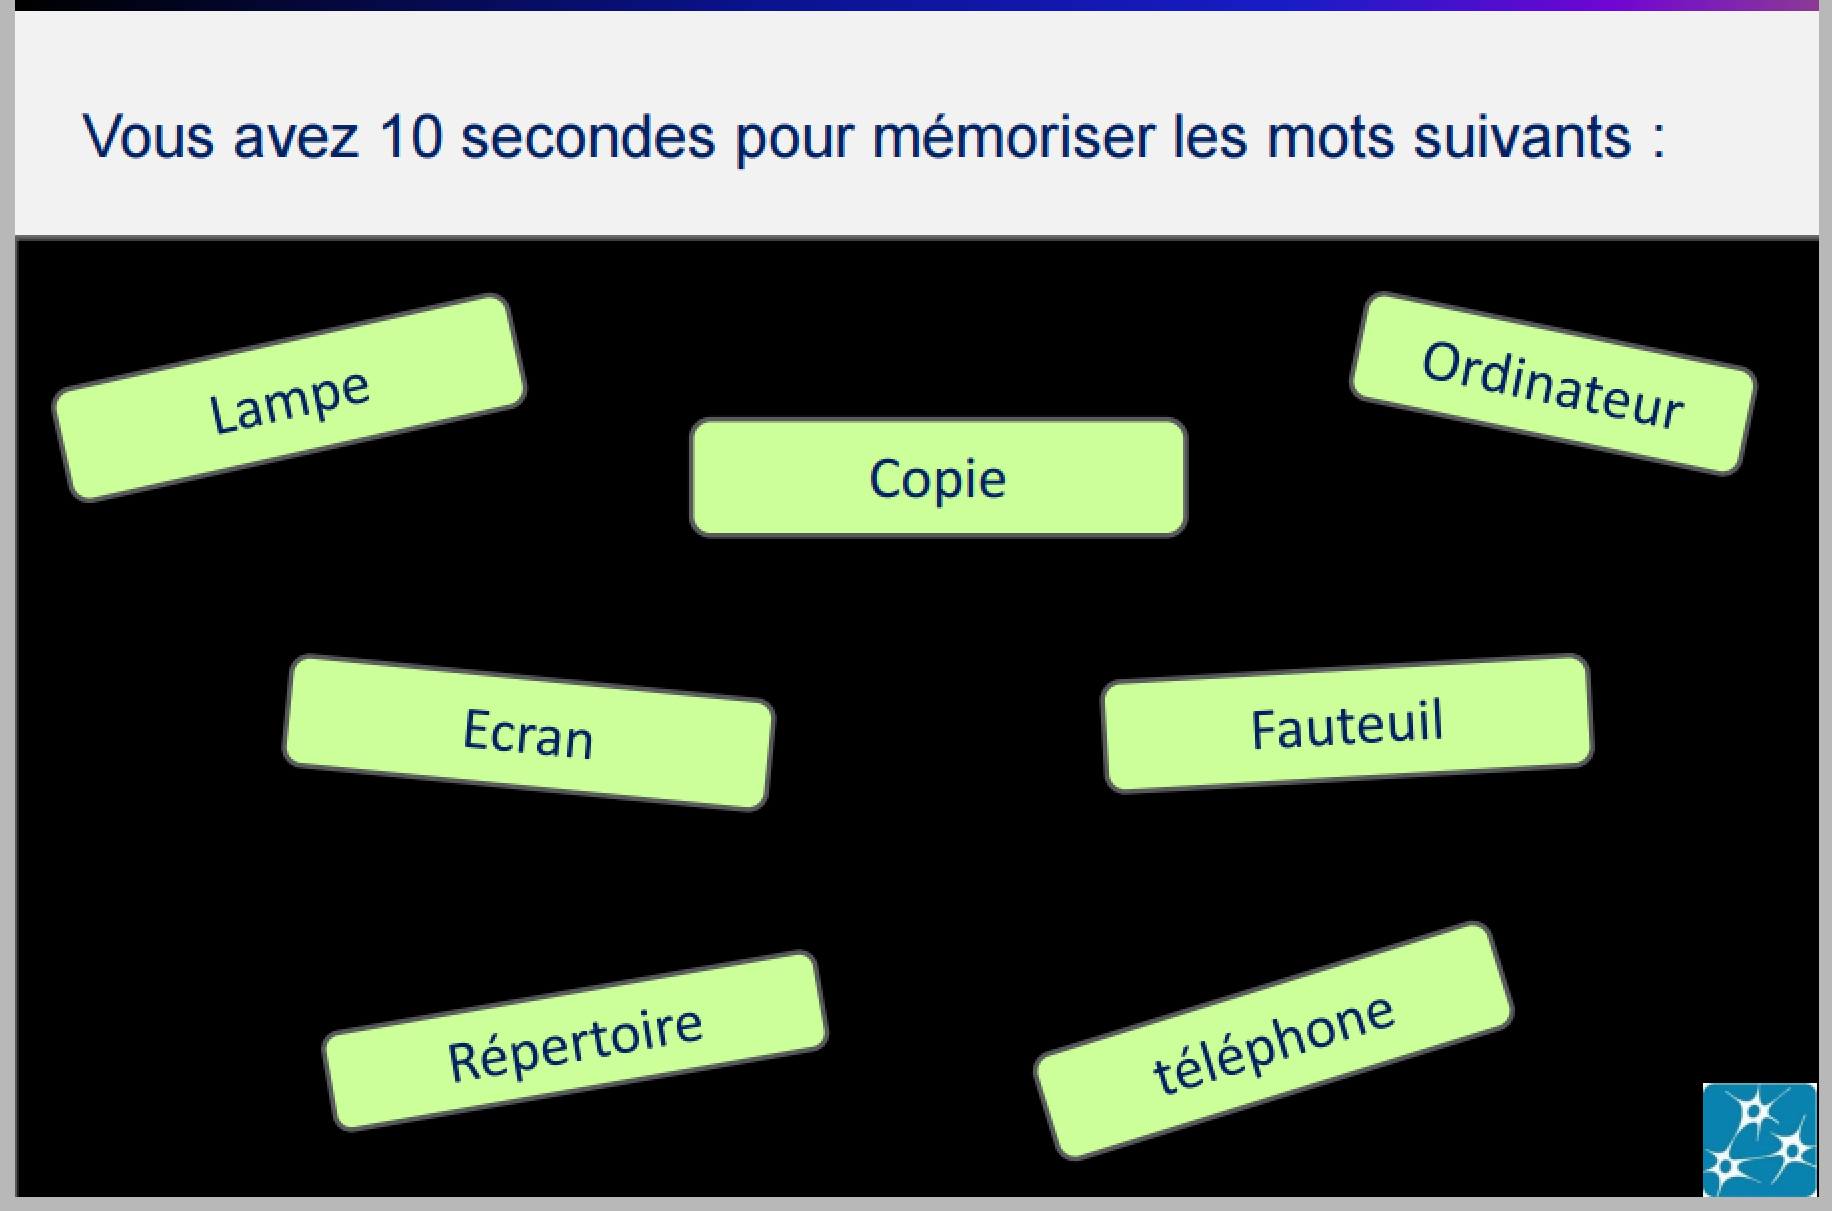 Vous avez 10 secondes pour mémoriser les mots suivants :
Lampe
Copie
Ordinateur
Ecran
Fauteuil
Répertoire
téléphone